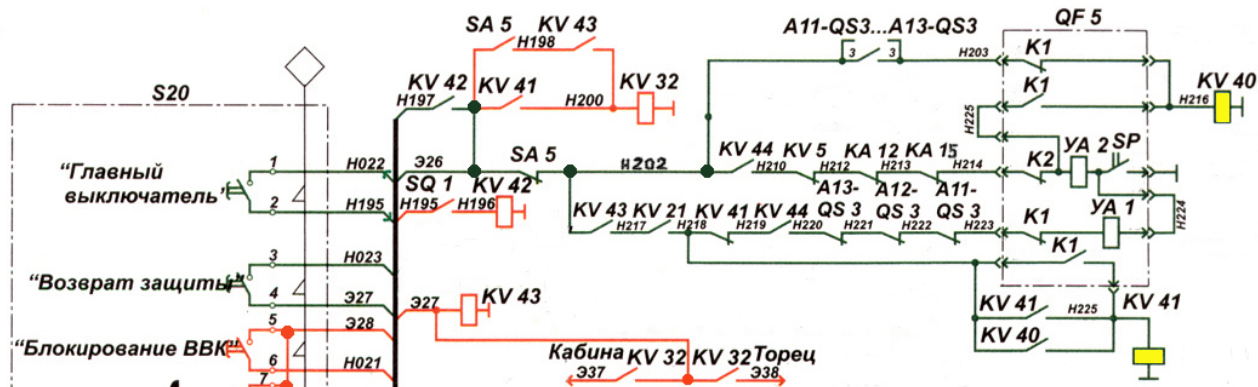 SA 5 KV 43 A11-QS3...A13-QS3 QF 5
H198 3 3 H203 K1
S20 KV 42 KV 41 KV 32 KV 40
H197 H200 K1 H216
H225
"Главный выключатель"
1 H022 Э26 SA 5 H202 KV 44 KV 5 KA 12 KA 15 K2 УА 2 SP
H210 H212 H213 H214
2 H195 SQ 1 KV 42
H195 H196
A13-QS 3 A12-QS 3 A11-QS 3
KV 43 KV 21 KV 41 KV 44 K1 УА 1 H224
H217 H218 H219 H220 H221 H222 H223
"Возврат защиты"
3 H023 K1
4 Э27 Э27 KV 43
KV 41 H225 KV 41
"Блокирование ВВК"
5 Э28
KV 40
6 H021
Кабина KV 32 KV 32 Торец
7 Э37 Э38